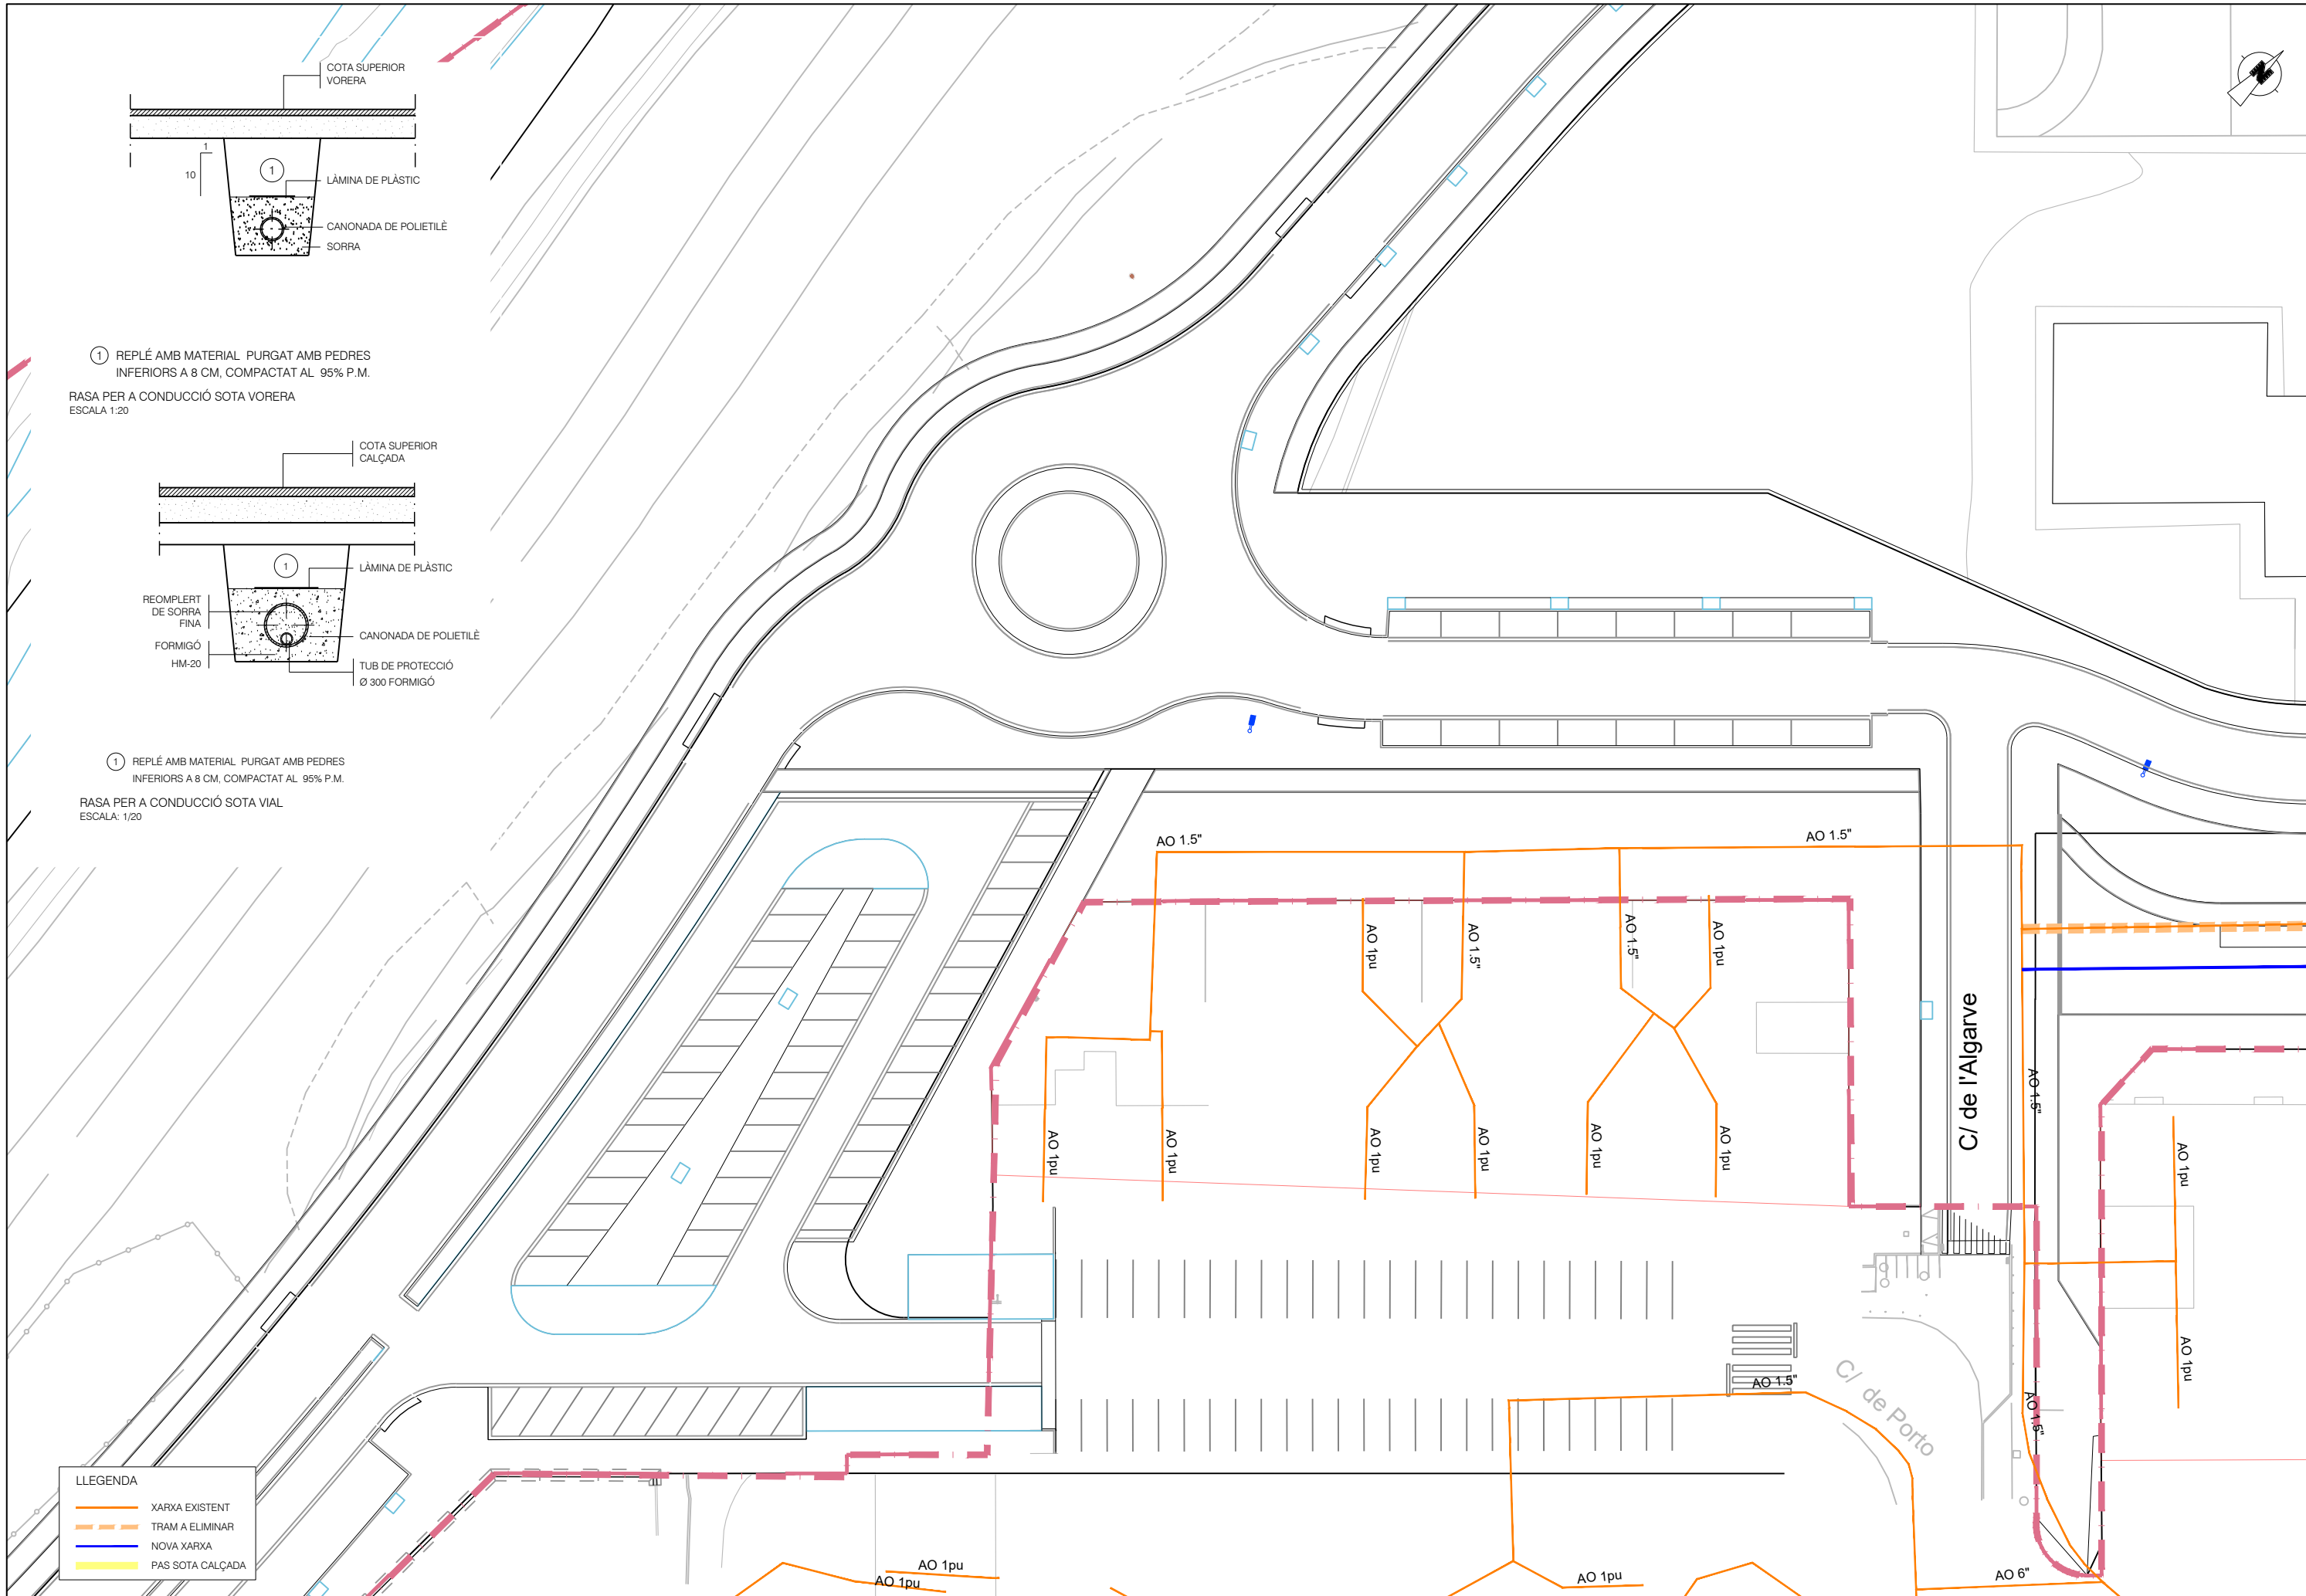 COTA SUPERIOR
VORERA
1
10
1
LÀMINA DE PLÀSTIC
CANONADA DE POLIETILÈ
SORRA
1 REPLÉ AMB MATERIAL PURGAT AMB PEDRES
INFERIORS A 8 CM, COMPACTAT AL 95% P.M.
RASA PER A CONDUCCIÓ SOTA VORERA
ESCALA 1:20
COTA SUPERIOR
CALÇADA
1
LÀMINA DE PLÀSTIC
REOMPLERT
DE SORRA
FINA
CANONADA DE POLIETILÈ
FORMIGÓ
HM-20
TUB DE PROTECCIÓ
Ø 300 FORMIGÓ
1 REPLÉ AMB MATERIAL PURGAT AMB PEDRES
INFERIORS A 8 CM, COMPACTAT AL 95% P.M.
RASA PER A CONDUCCIÓ SOTA VIAL
ESCALA: 1/20
N
AO 1.5"
AO 1.5"
AO 1pu
AO 1.5"
AO 1.5"
AO 1pu
AO 1pu
AO 1pu
AO 1pu
AO 1pu
AO 1pu
AO 1pu
C/ de l'Algarve
AO 1.5"
AO 1pu
AO 1pu
AO 1.5"
AO 1.5"
C/ de Porto
AO 1pu
AO 1pu
AO 1pu
AO 6"
LLEGENDA
XARXA EXISTENT
TRAM A ELIMINAR
NOVA XARXA
PAS SOTA CALÇADA